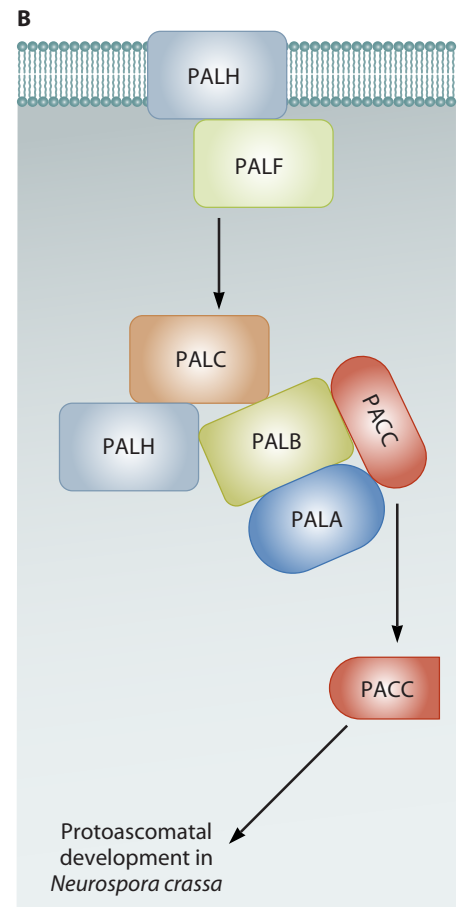 B
PALH
PALF
PALC
PACC
PALH
PALB
PALA
PACC
Protoascomatal
development in
Neurospora crassa